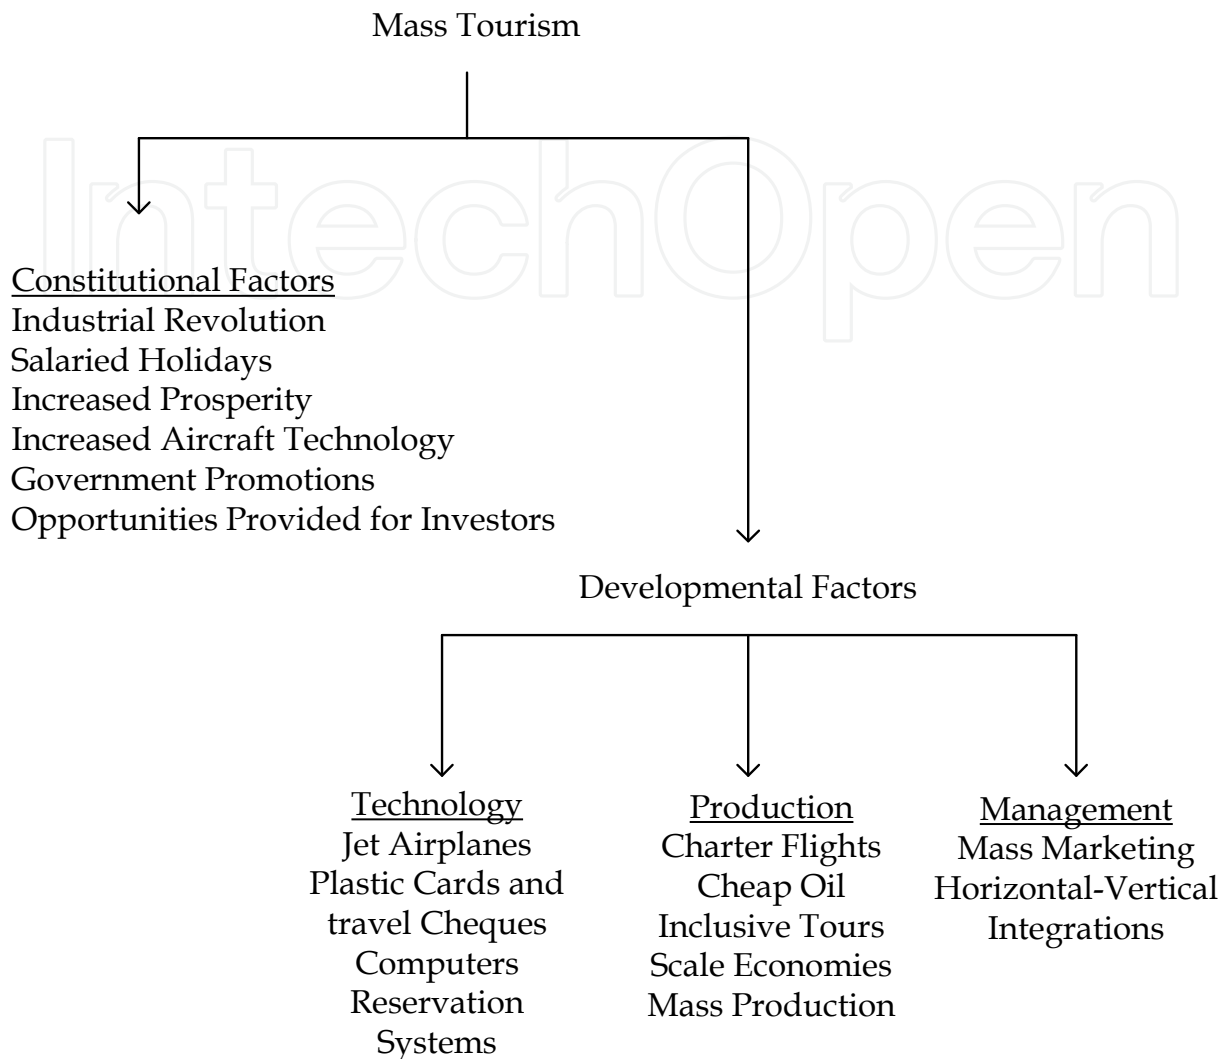 Mass Tourism
IntechOpen
Constitutional Factors
Industrial Revolution
Salaried Holidays
Increased Prosperity
Increased Aircraft Technology
Government Promotions
Opportunities Provided for Investors
Developmental Factors
Technology
Jet Airplanes
Plastic Cards and
travel Cheques
Computers
Reservation
Systems
Production
Charter Flights
Cheap Oil
Inclusive Tours
Scale Economies
Mass Production
Management
Mass Marketing
Horizontal-Vertical
Integrations